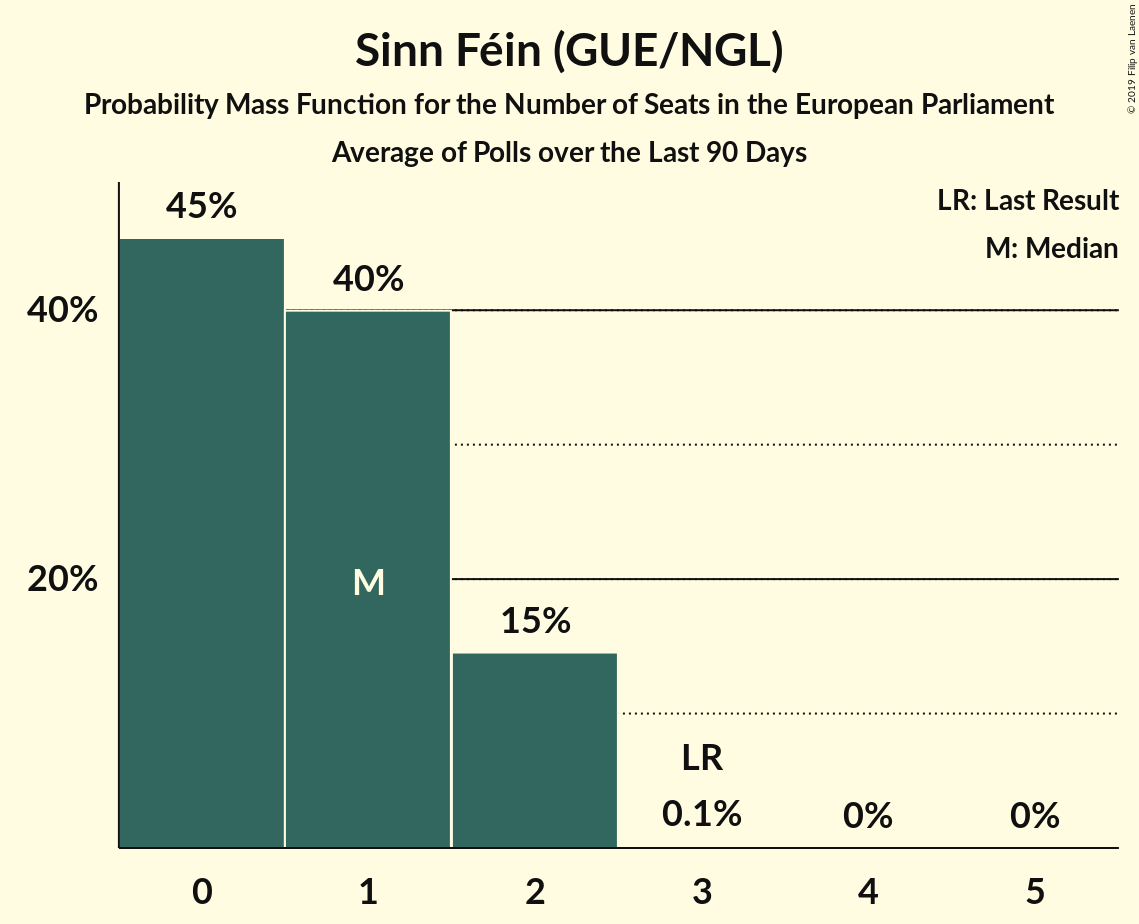 Sinn Féin (GUE/NGL)
Probability Mass Function for the Number of Seats in the European Parliament
Average of Polls over the Last 90 Days
© 2019 Filip van Laenen
LR: Last Result
M: Median
45%
40%
40%
M
20%
15%
LR
0.1%
0%
0%
0
1
2
3
4
5